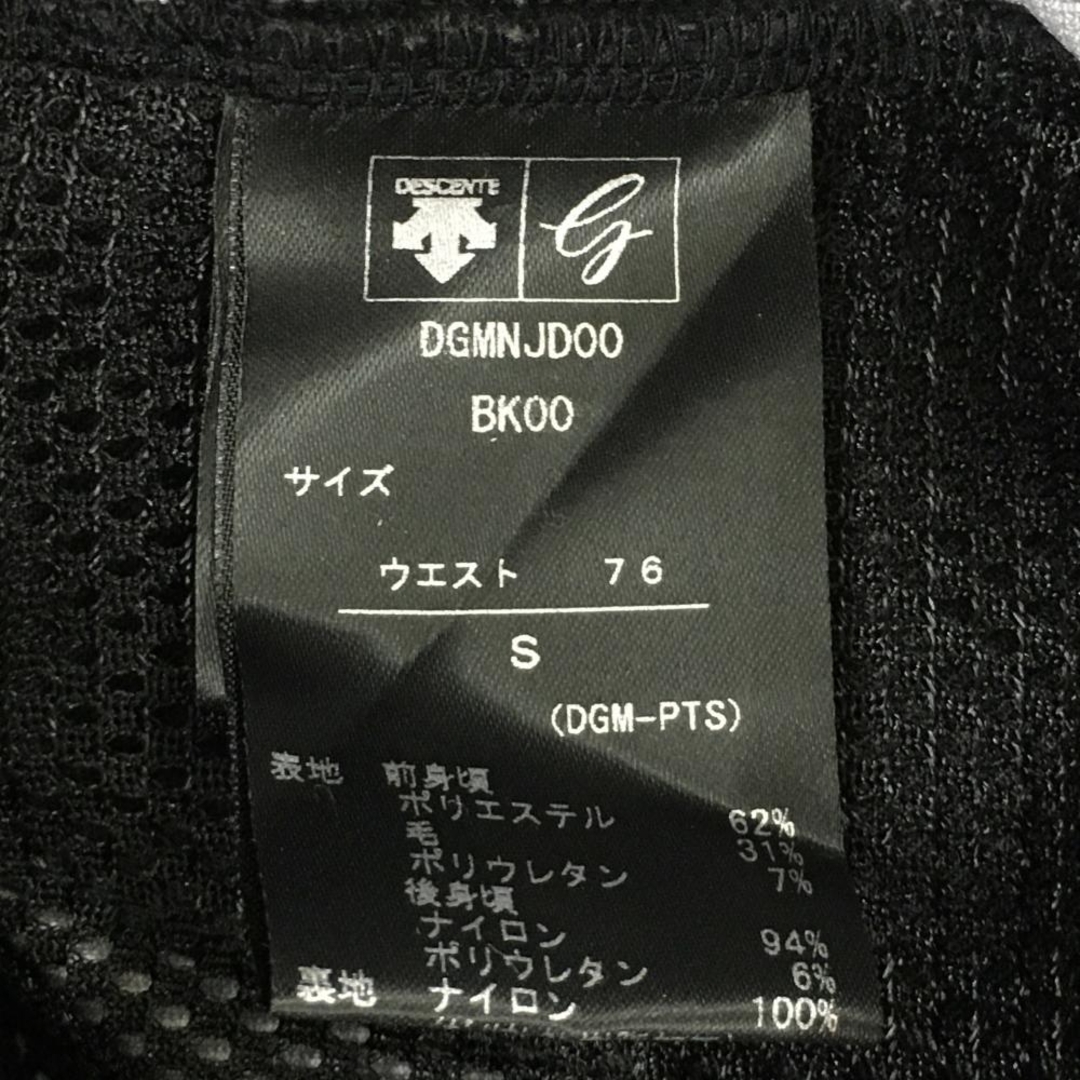 DESCENTE
G
DGMNJD00
BK00
サイズ
ウエスト 76
S
(DGM-PTS)
表地 前身頃
ポリエステル 62%
毛 31%
ポリウレタン 7%
後身頃
ナイロン 94%
ポリウレタン 6%
裏地 ナイロン 100%